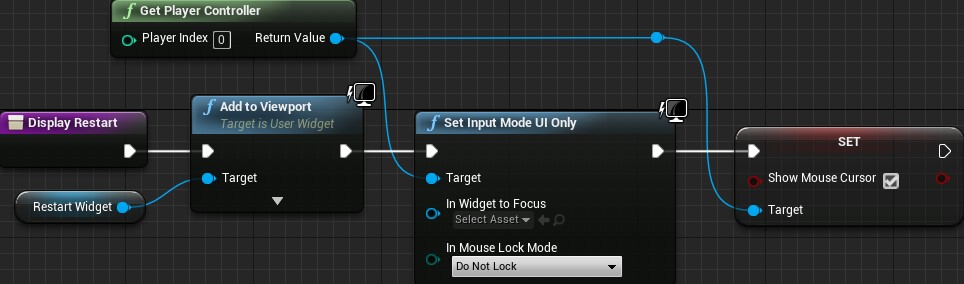 Get Player Controller
Player Index 0 Return Value
Display Restart
Add to Viewport
Target is User Widget
Target
Restart Widget
Set Input Mode UI Only
Target
In Widget to Focus
Select Asset
In Mouse Lock Mode
Do Not Lock
SET
Show Mouse Cursor
Target